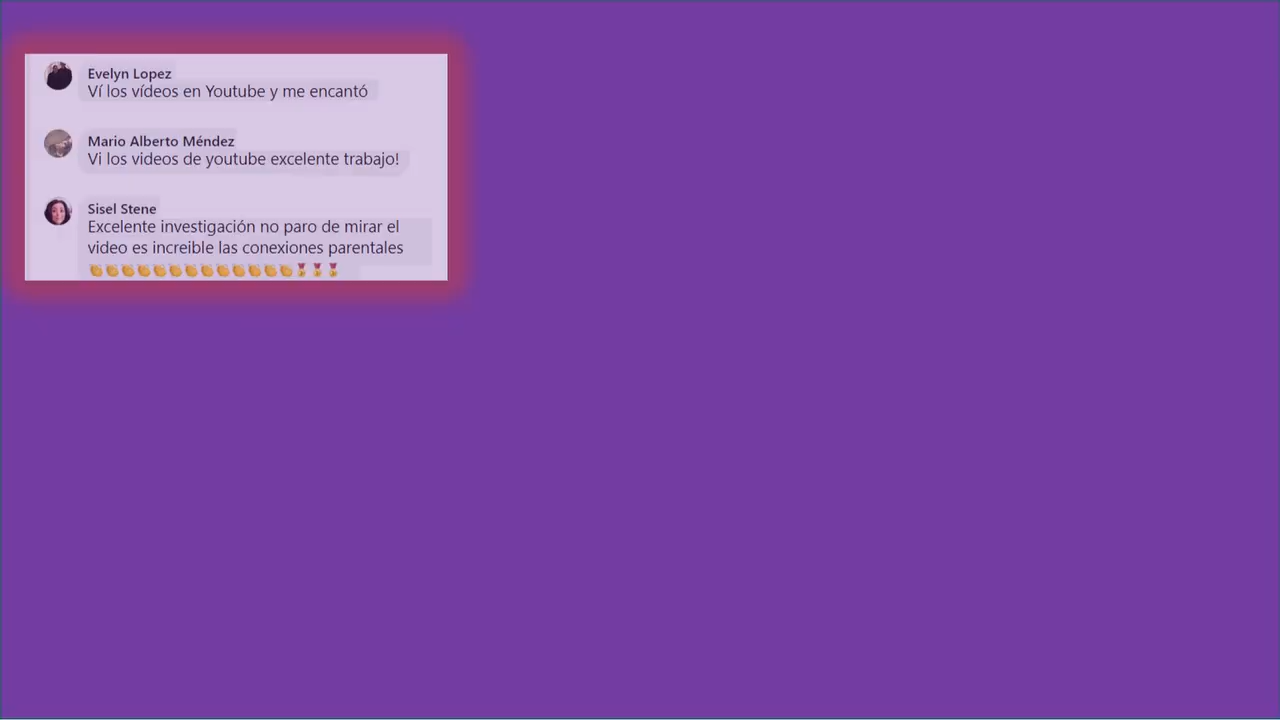 Evelyn Lopez
Ví los vídeos en Youtube y me encantó
Mario Alberto Méndez
Vi los videos de youtube excelente trabajo!
Sisel Stene
Excelente investigación no paro de mirar el
video es increible las conexiones parentales
👏👏👏👏👏👏👏👏👏👏👏👏👏🎖️🎖️🎖️